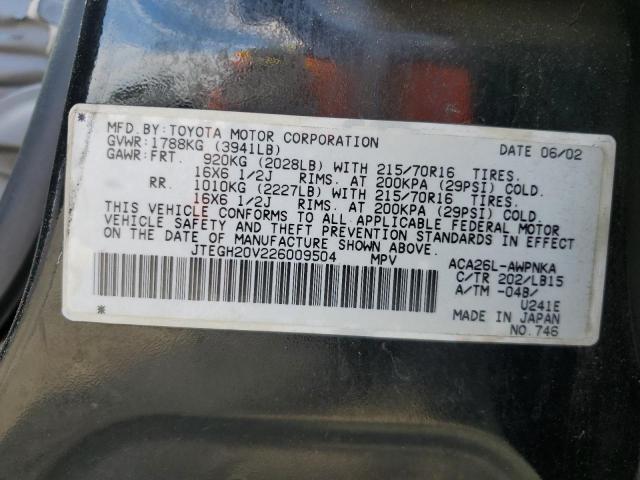 MFD.BY:TOYOTA MOTOR CORPORATION DATE 06/02
GVWR:1788KG (3941LB)
GAWR:FRT. 920KG (2028LB) WITH 215/70R16 TIRES.
16X6 1/2J RIMS. AT 200KPA (29PSI) COLD.
RR. 1010KG (2227LB) WITH 215/70R16 TIRES.
16X6 1/2J RIMS. AT 200KPA (29PSI) COLD.
THIS VEHICLE CONFORMS TO ALL APPLICABLE FEDERAL MOTOR
VEHICLE SAFETY AND THEFT PREVENTION STANDARDS IN EFFECT
ON THE DATE OF MANUFACTURE SHOWN ABOVE.
JTEGH20V226009504 MPV ACA26L-AWPNKA
C/TR 202/LB15
A/TM -04B/
U241E
MADE IN JAPAN
NO.746